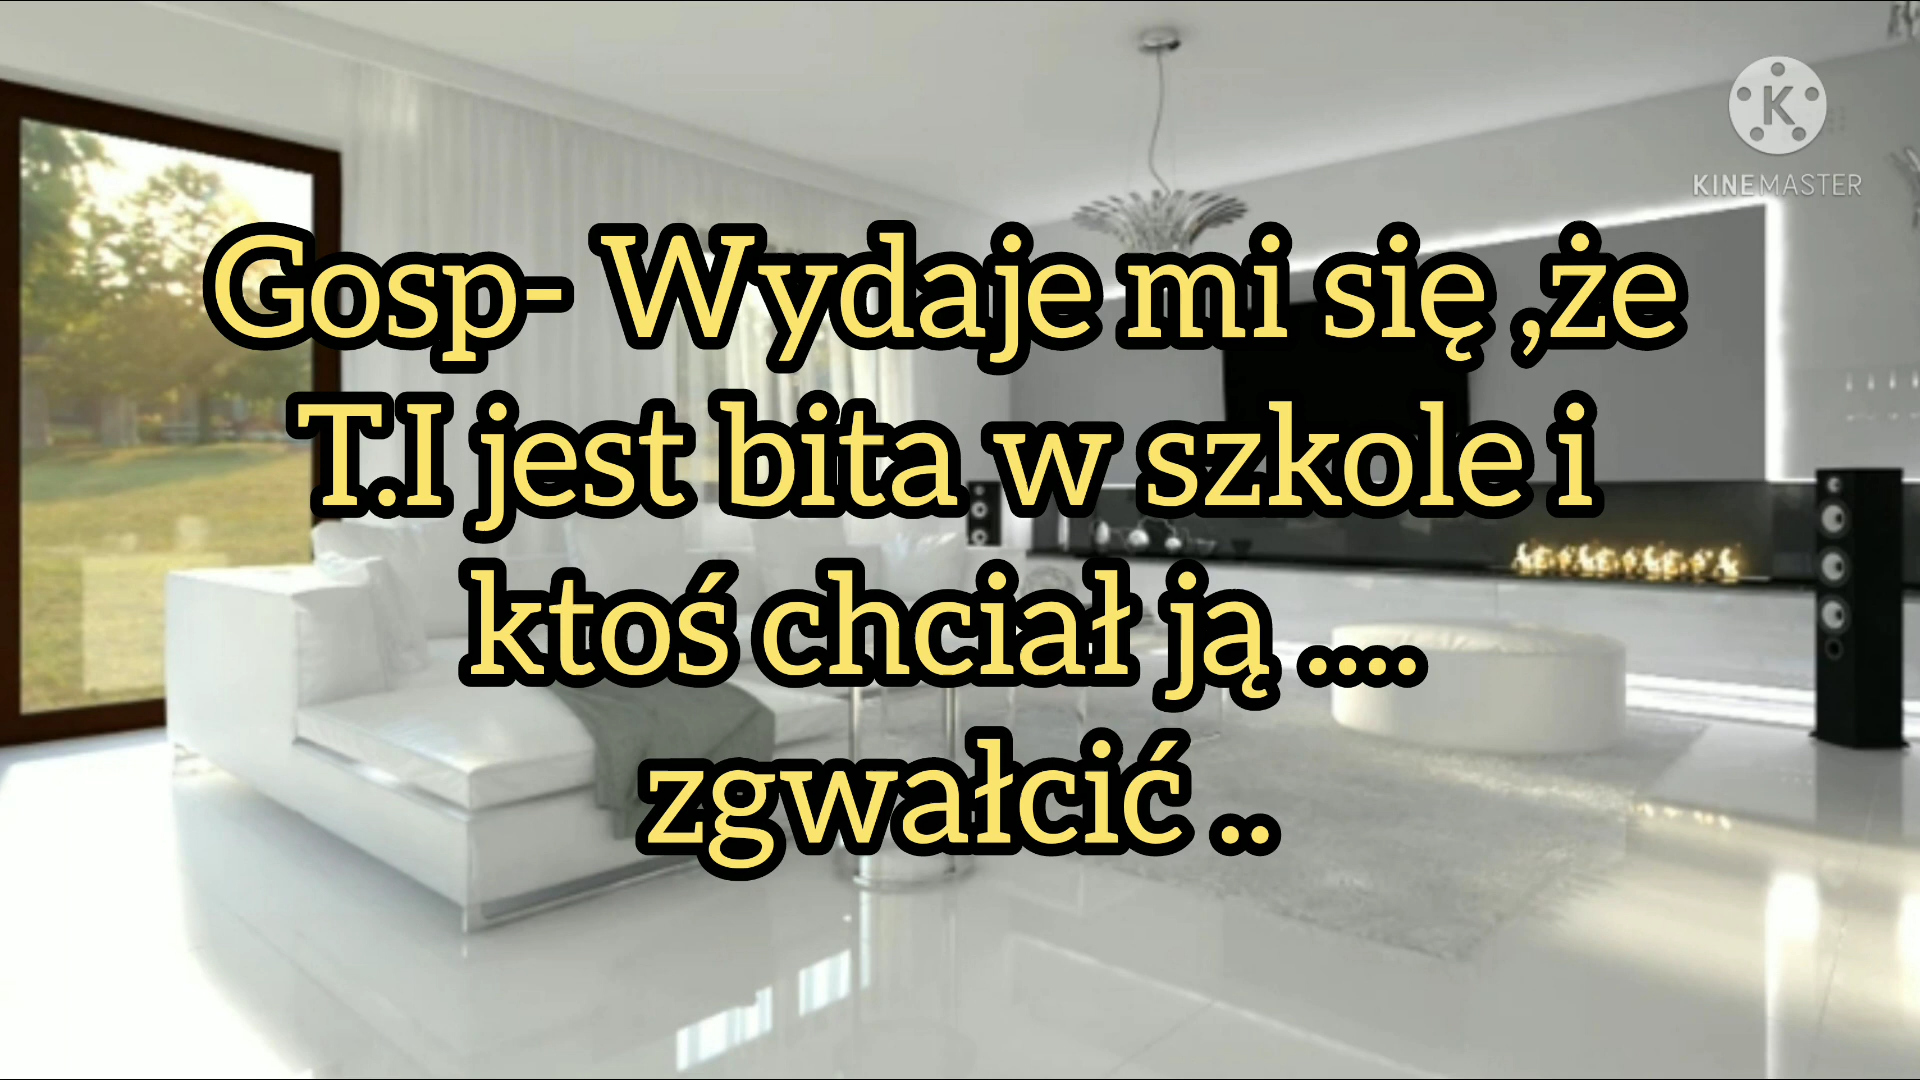 KINEMASTER
Gosp- Wydaje mi się ,że
T.I jest bita w szkole i
ktoś chciał ją ....
zgwałcić ..